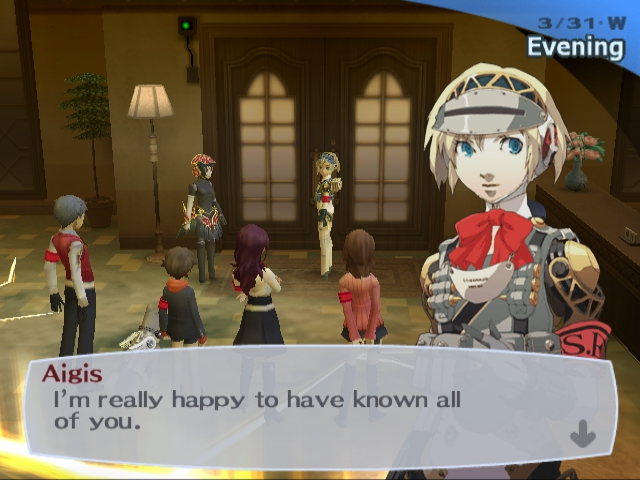 3/31·W
Evening
S.
Aigis
I'm really happy to have known all
of you.